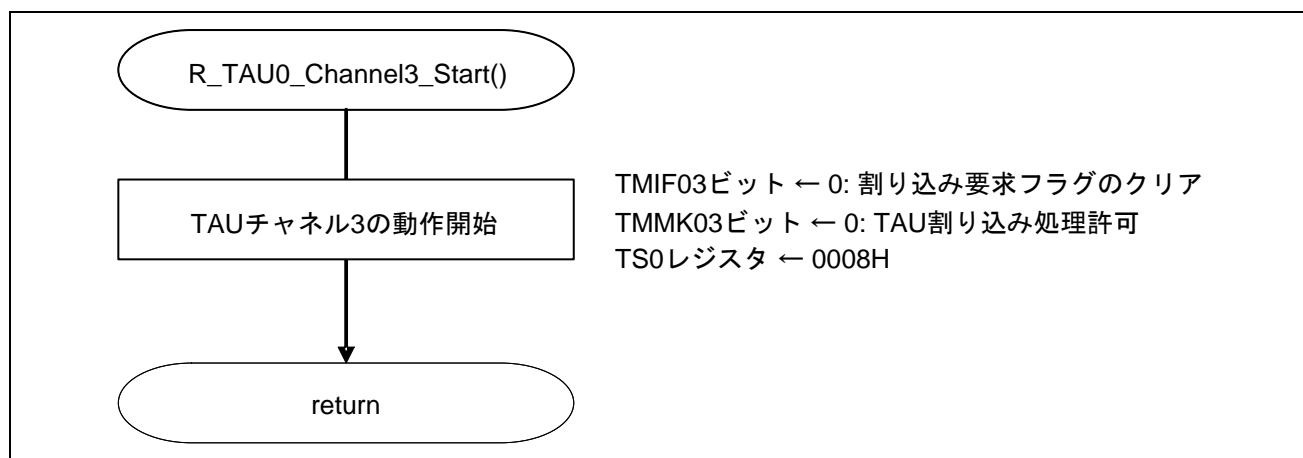 R_TAU0_Channel3_Start()
TAUチャネル3の動作開始
TMIF03ビット ← 0: 割り込み要求フラグのクリア
TMMK03ビット ← 0: TAU割り込み処理許可
TS0レジスタ ← 0008H
return